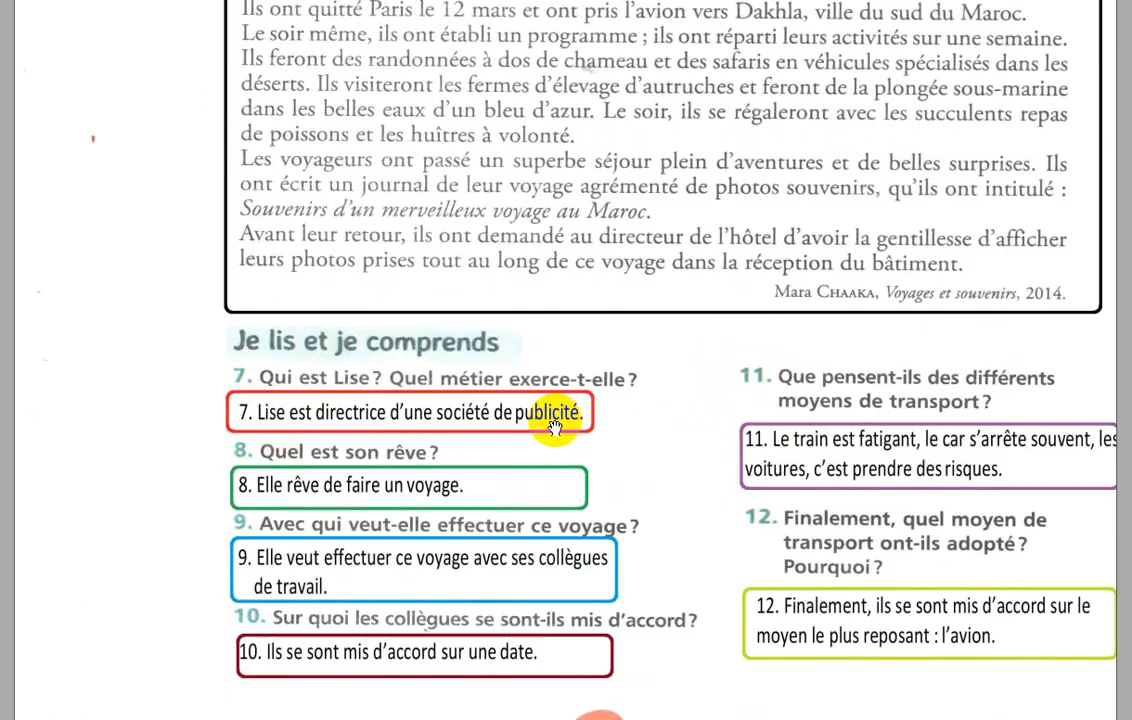 Ils ont quitté Paris le 12 mars et ont pris l'avion vers Dakhla, ville du sud du Maroc.
Le soir même, ils ont établi un programme ; ils ont réparti leurs activités sur une semaine.
Ils feront des randonnées à dos de chameau et des safaris en véhicules spécialisés dans les
déserts. Ils visiteront les fermes d'élevage d'autruches et feront de la plongée sous-marine
dans les belles eaux d'un bleu d'azur. Le soir, ils se régaleront avec les succulents repas
de poissons et les huîtres à volonté.
Les voyageurs ont passé un superbe séjour plein d'aventures et de belles surprises. Ils
ont écrit un journal de leur voyage agrémenté de photos souvenirs, qu'ils ont intitulé :
Souvenirs d'un merveilleux voyage au Maroc.
Avant leur retour, ils ont demandé au directeur de l'hôtel d'avoir la gentillesse d'afficher
leurs photos prises tout au long de ce voyage dans la réception du bâtiment.
Mara CHAAKA, Voyages et souvenirs, 2014.
Je lis et je comprends
7. Qui est Lise? Quel métier exerce-t-elle?
7. Lise est directrice d'une société de publicité.
8. Quel est son rêve?
8. Elle rêve de faire un voyage.
9. Avec qui veut-elle effectuer ce voyage?
9. Elle veut effectuer ce voyage avec ses collègues
de travail.
10. Sur quoi les collègues se sont-ils mis d'accord?
10. Ils se sont mis d'accord sur une date.
11. Que pensent-ils des différents
moyens de transport?
11. Le train est fatigant, le car s'arrête souvent, les
voitures, c'est prendre des risques.
12. Finalement, quel moyen de
transport ont-ils adopté?
Pourquoi?
12. Finalement, ils se sont mis d'accord sur le
moyen le plus reposant : l'avion.